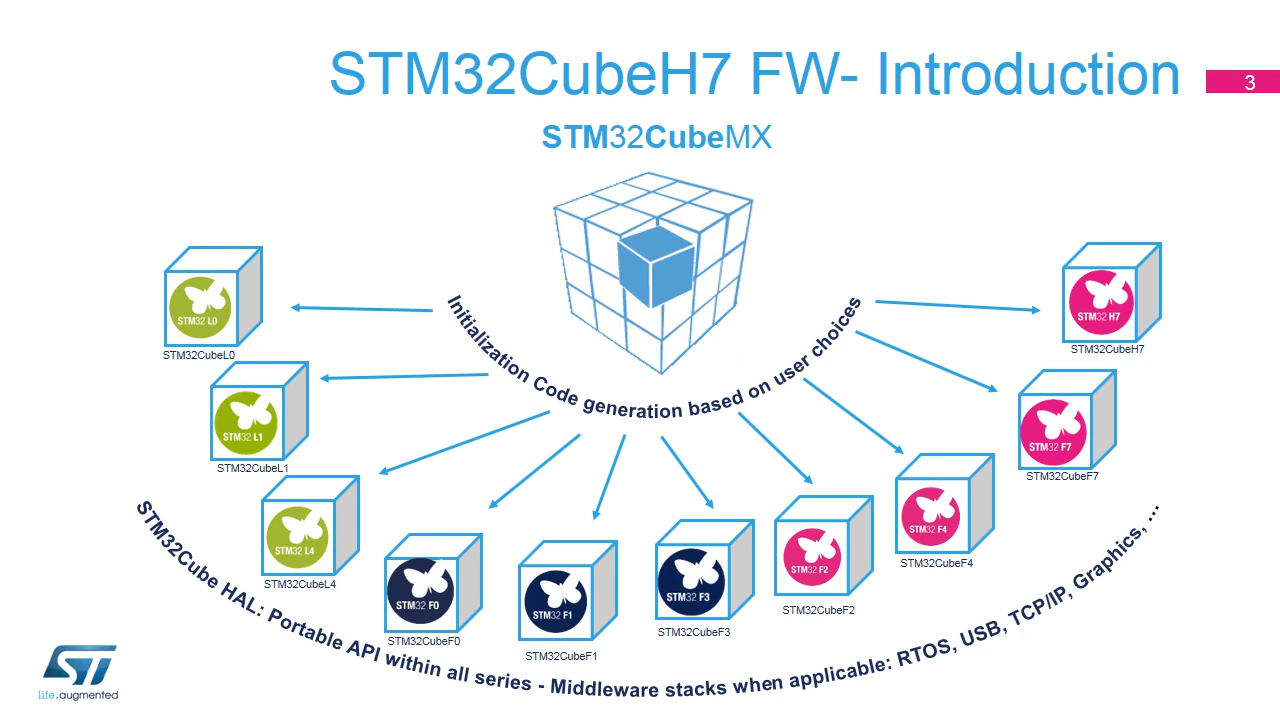 STM32CubeH7 FW- Introduction
3
STM32CubeMX
Initialization Code generation based on user choices
STM32 L0
STM32CubeL0
STM32 L1
STM32CubeL1
STM32 L4
STM32CubeL4
STM32 F0
STM32CubeF0
STM32 F1
STM32CubeF1
STM32 F3
STM32CubeF3
STM32 F2
STM32CubeF2
STM32 F4
STM32CubeF4
STM32 F7
STM32CubeF7
STM32 H7
STM32CubeH7
STM32Cube HAL: Portable API within all series - Middleware stacks when applicable: RTOS, USB, TCP/IP, Graphics, ...
ST
life.augmented